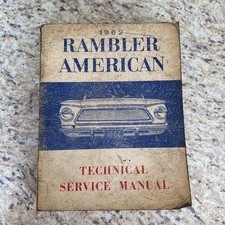 1962
RAMBLER
AMERICAN
TECHNICAL
SERVICE MANUAL